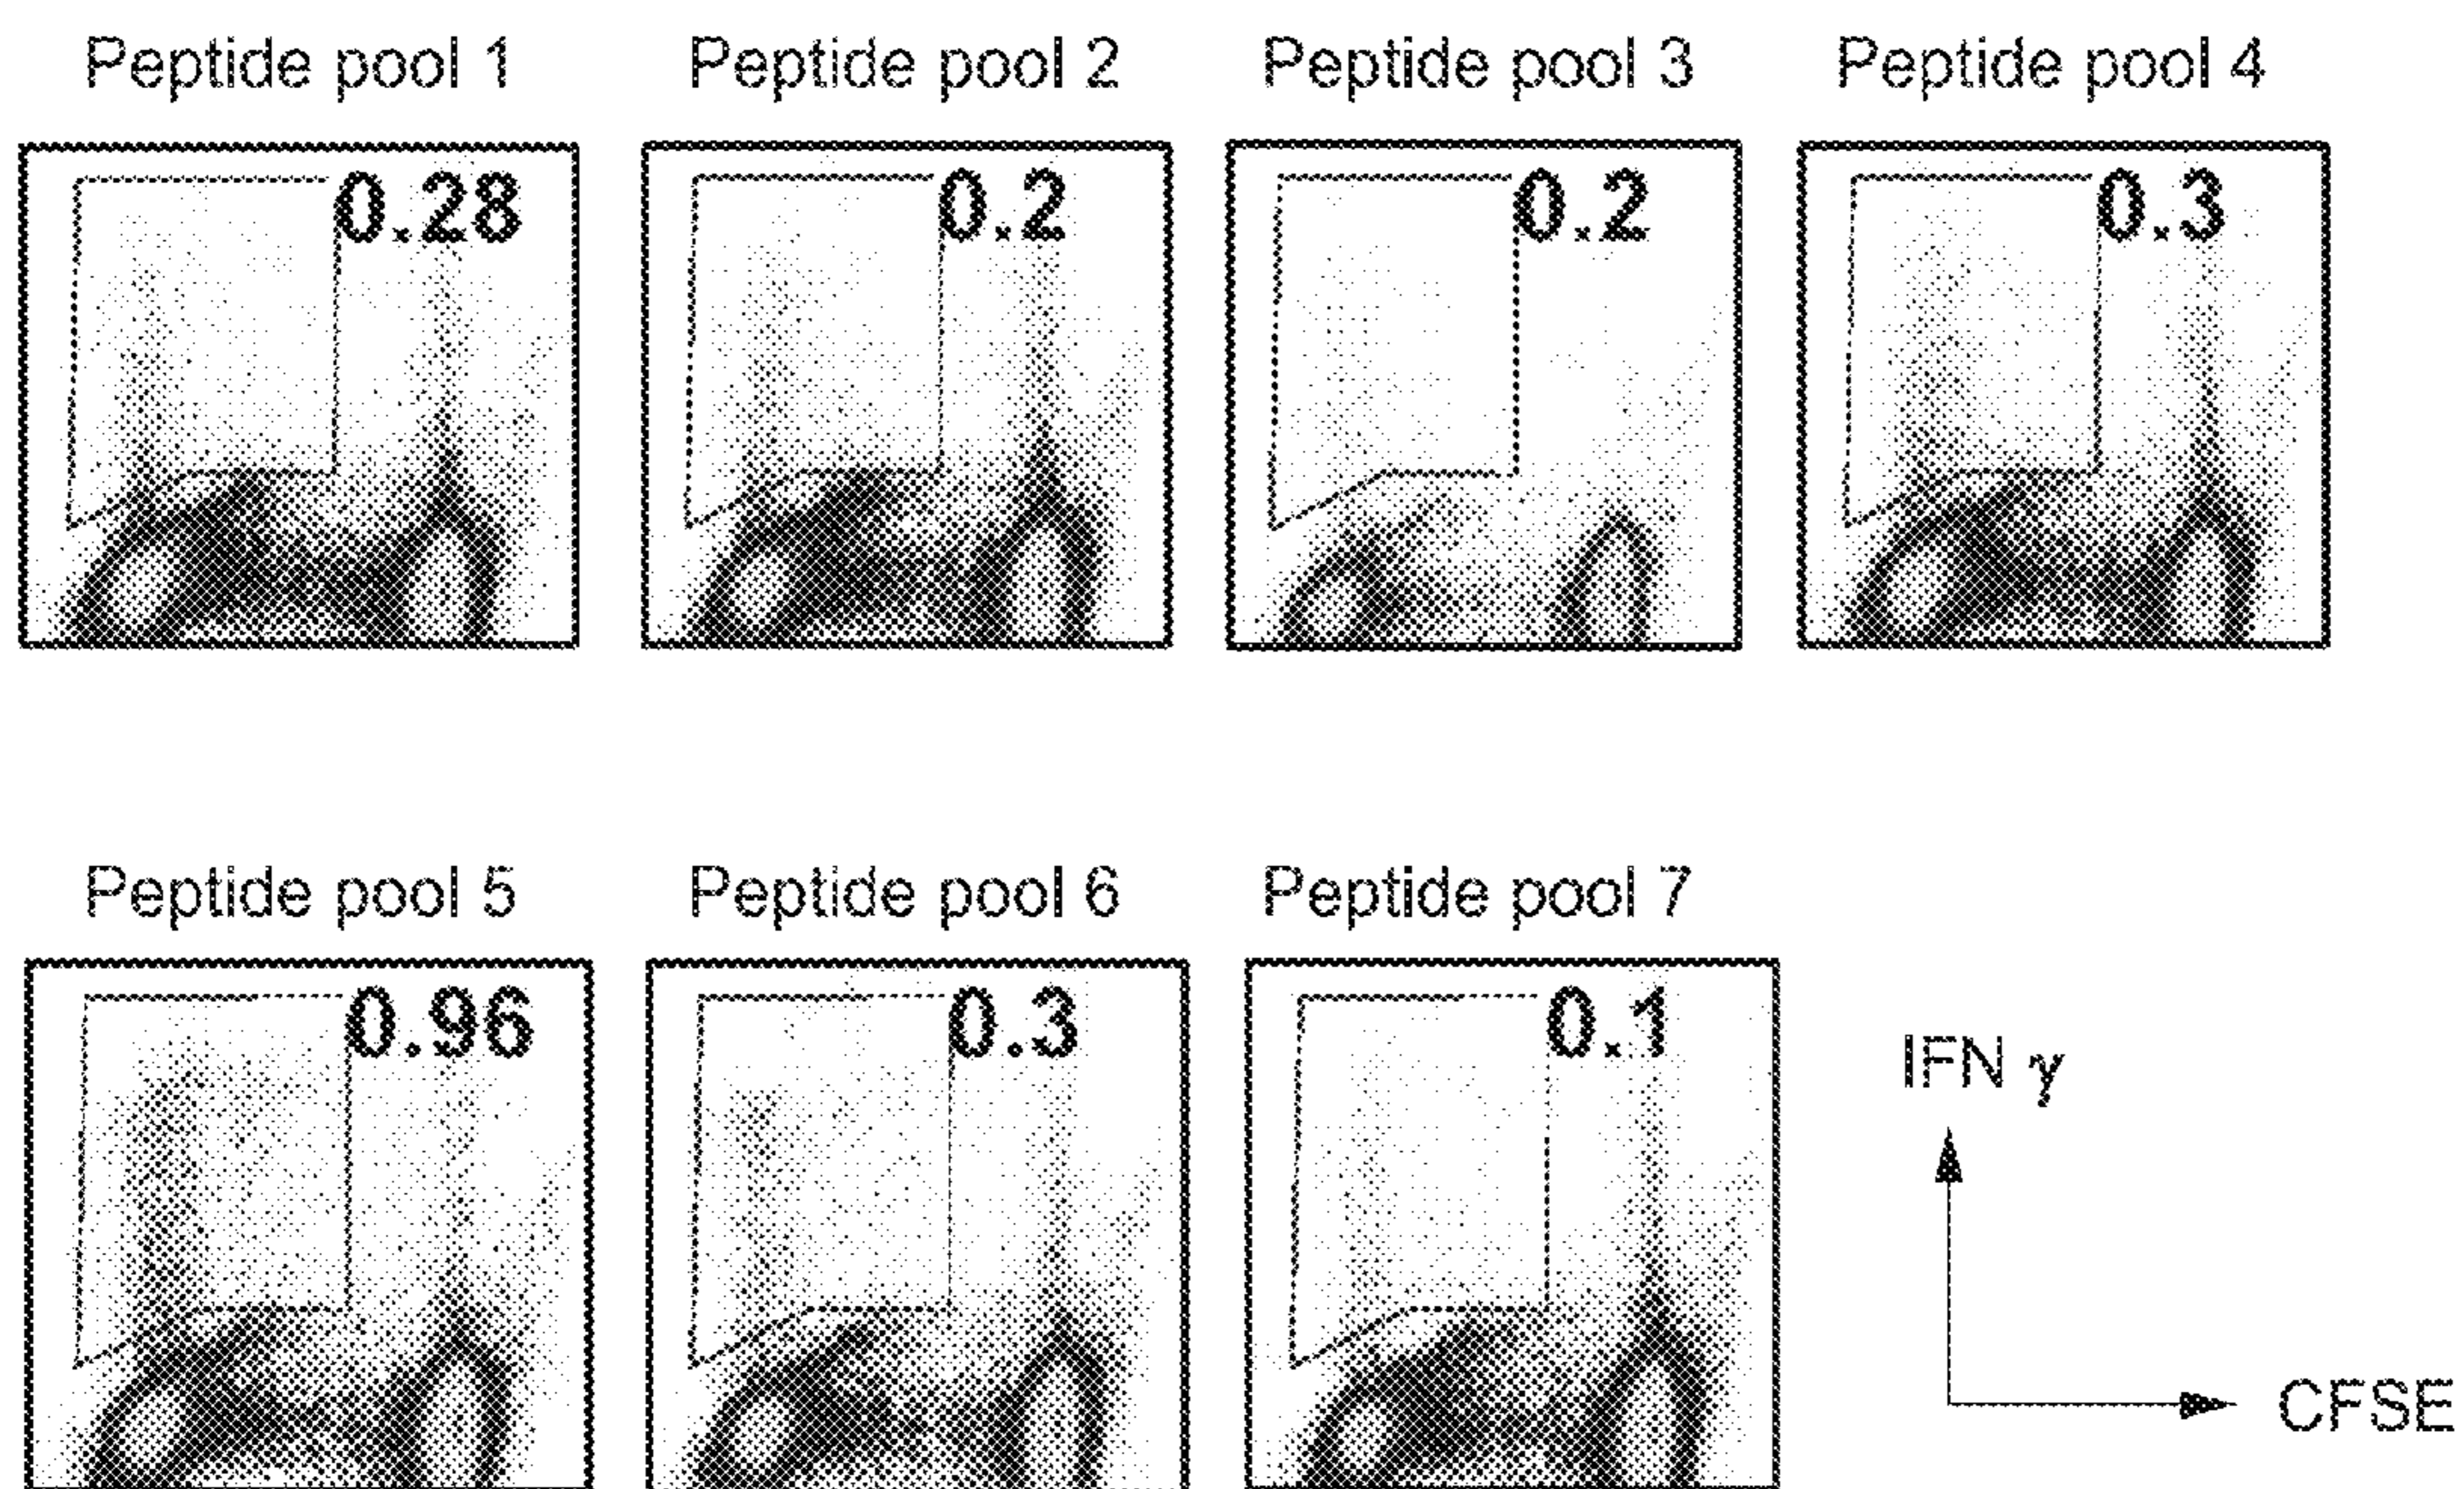 Peptide pool 1 Peptide pool 2 Peptide pool 3 Peptide pool 4
0.28 0.2 0.2 0.3
Peptide pool 5 Peptide pool 6 Peptide pool 7
0.96 0.3 0.1
IFN γ
CFSE